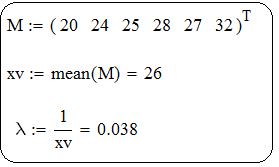 M := ( 20 24 25 28 27 32 )^T
xv := mean(M) = 26
λ := 1/xv = 0.038